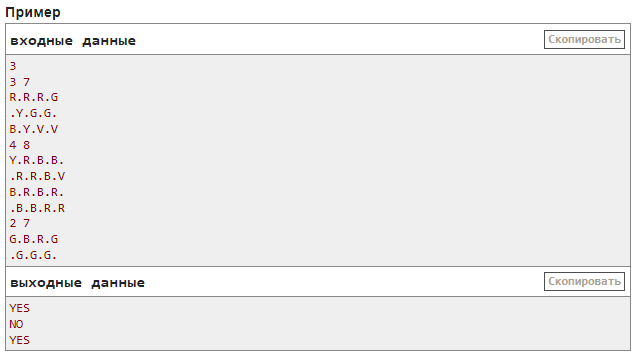 Пример
входные данные
Скопировать
3
3 7
R.R.R.G
.Y.G.G.
B.Y.V.V
4 8
Y.R.B.B.
.R.R.B.V
B.R.B.R.
.B.B.R.R
2 7
G.B.R.G
.G.G.G.
выходные данные
Скопировать
YES
NO
YES